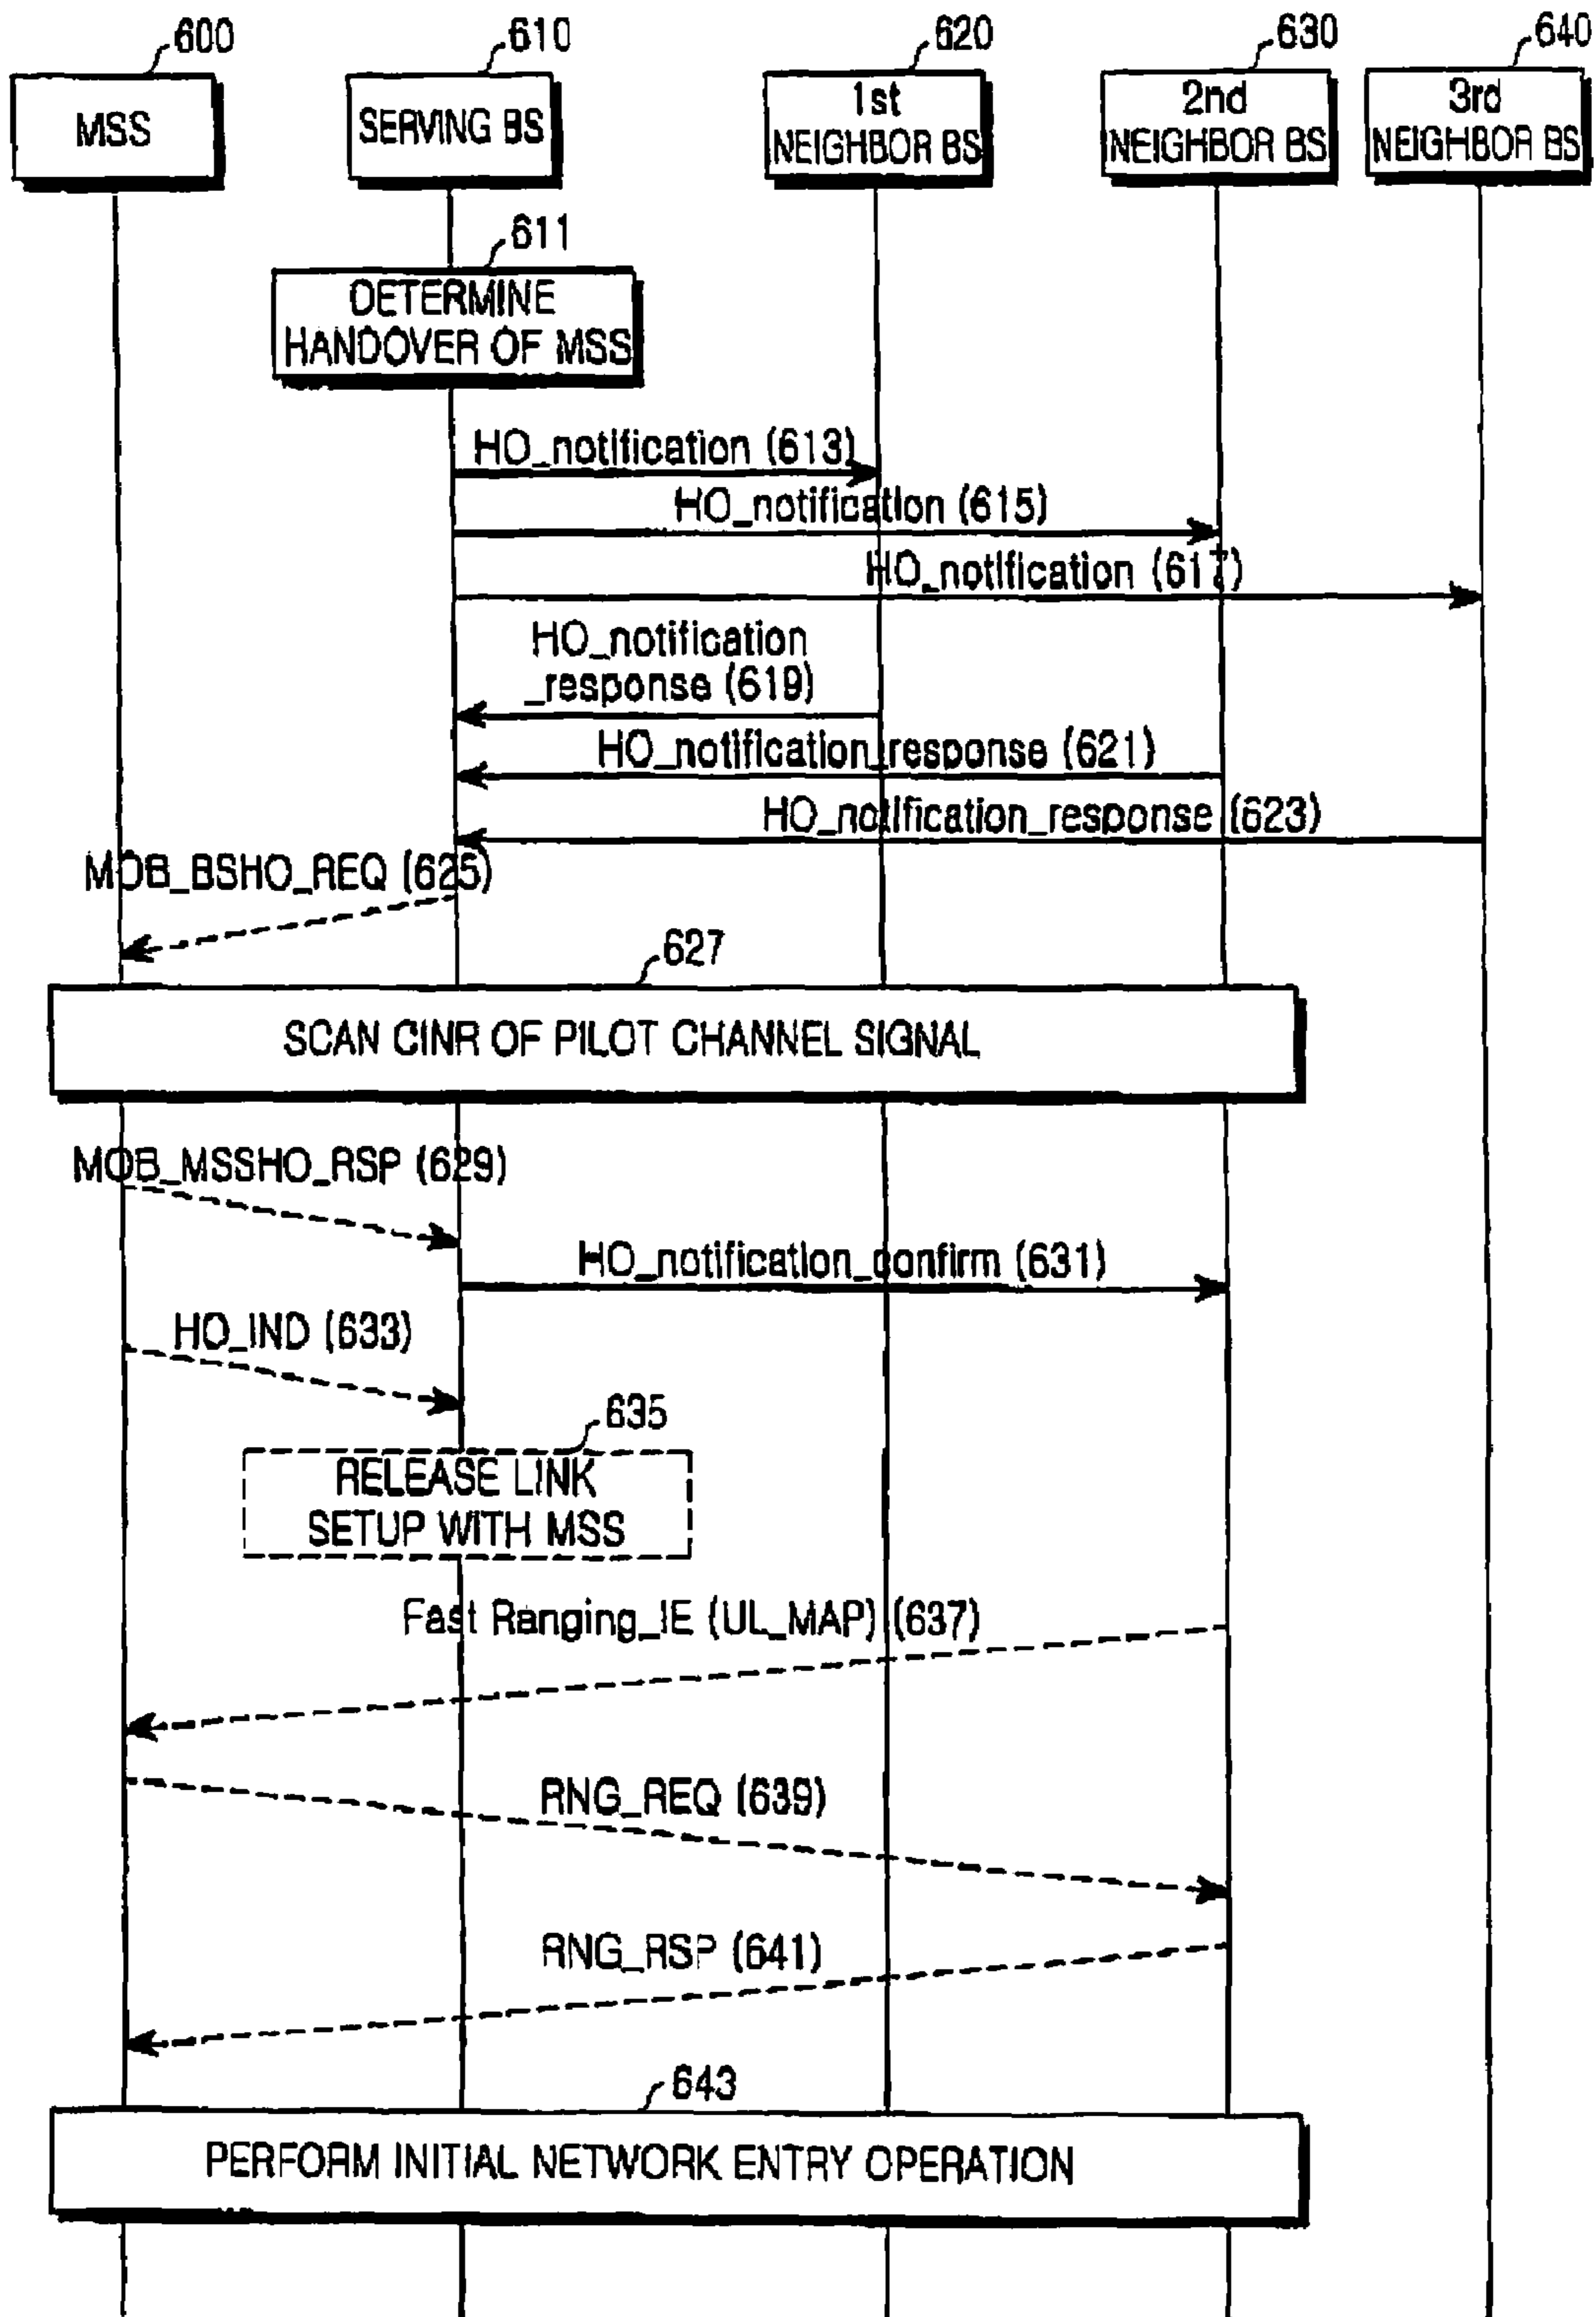 600
610
620
630
640
MSS
SERVING BS
1st
NEIGHBOR BS
2nd
NEIGHBOR BS
3rd
NEIGHBOR BS
611
DETERMINE
HANDOVER OF MSS
HO_notification (613)
HO_notification (615)
HO_notification (617)
HO_notification
_response (619)
HO_notification_response (621)
HO_notification_response (623)
MOB_BSHO_REQ (625)
627
SCAN CINR OF PILOT CHANNEL SIGNAL
MOB_MSSHO_RSP (629)
HO_notification_confirm (631)
HO_IND (633)
635
RELEASE LINK
SETUP WITH MSS
Fast Ranging_IE (UL_MAP) (637)
RNG_REQ (639)
RNG_RSP (641)
643
PERFORM INITIAL NETWORK ENTRY OPERATION